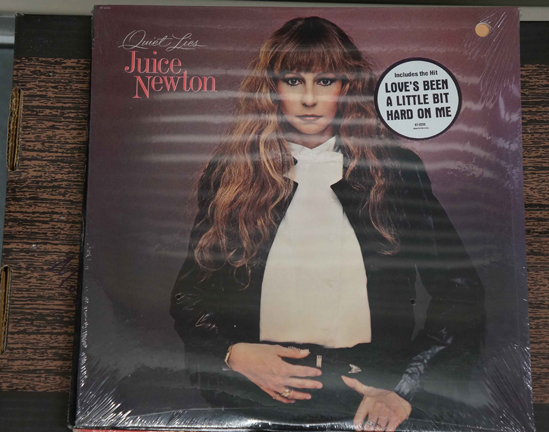 Quiet Lies
Juice
Newton
Includes the Hit
LOVE'S BEEN
A LITTLE BIT
HARD ON ME